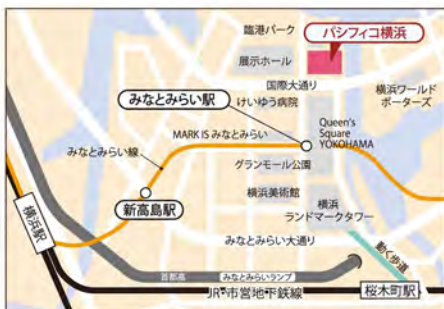 臨港パーク
パシフィコ横浜
展示ホール
国際大通り
横浜ワールド
ポーターズ
みなとみらい駅
けいゆう病院
Queen's
Square
YOKOHAMA
MARK IS みなとみらい
みなとみらい線
グランモール公園
新高島駅
横浜美術館
横浜
ランドマークタワー
横浜駅
みなとみらい大通り
動く歩道
首都高
みなとみらいランプ
JR・市営地下鉄線
桜木町駅